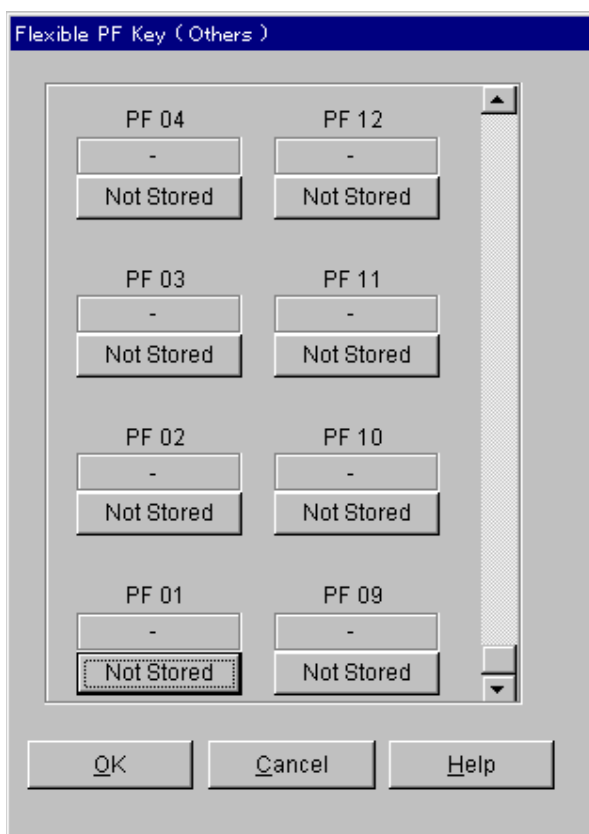 Flexible PF Key ( Others )
PF 04 PF 12
- -
Not Stored Not Stored
PF 03 PF 11
- -
Not Stored Not Stored
PF 02 PF 10
- -
Not Stored Not Stored
PF 01 PF 09
- -
Not Stored Not Stored
OK Cancel Help